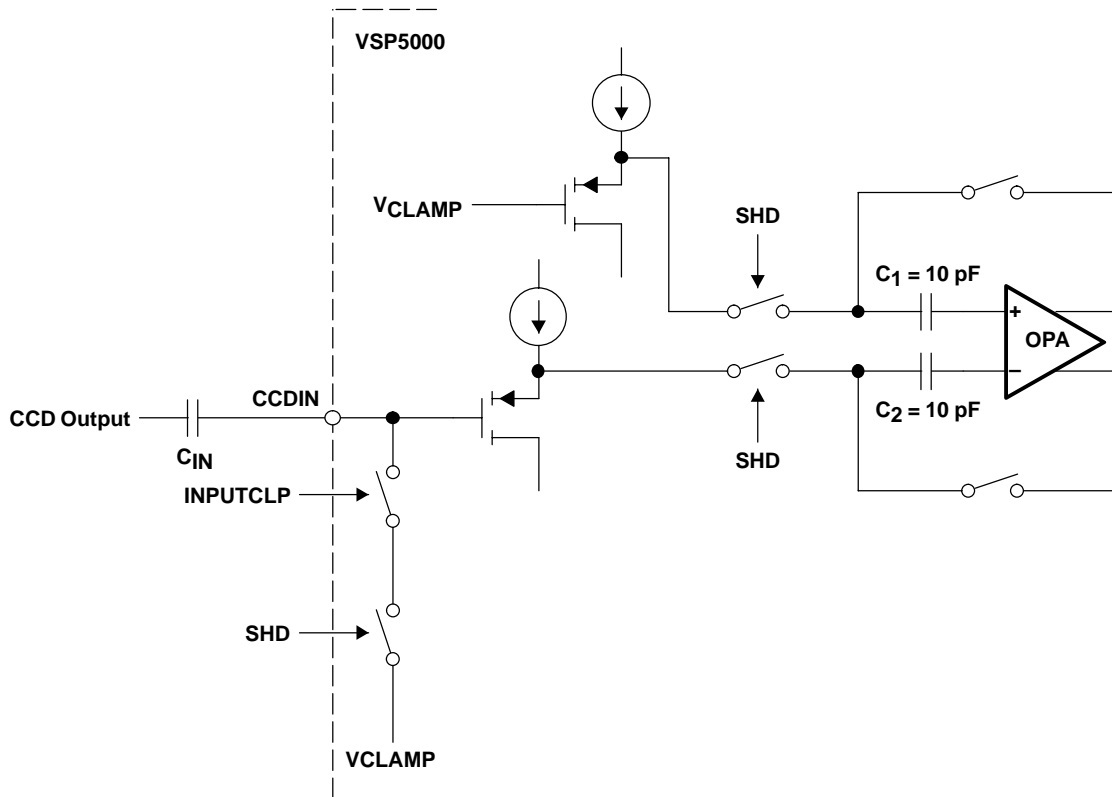 VSP5000
VCLAMP
SHD
C1 = 10 pF
+
OPA
−
CCDIN
CCD Output
CIN
C2 = 10 pF
SHD
INPUTCLP
SHD
VCLAMP